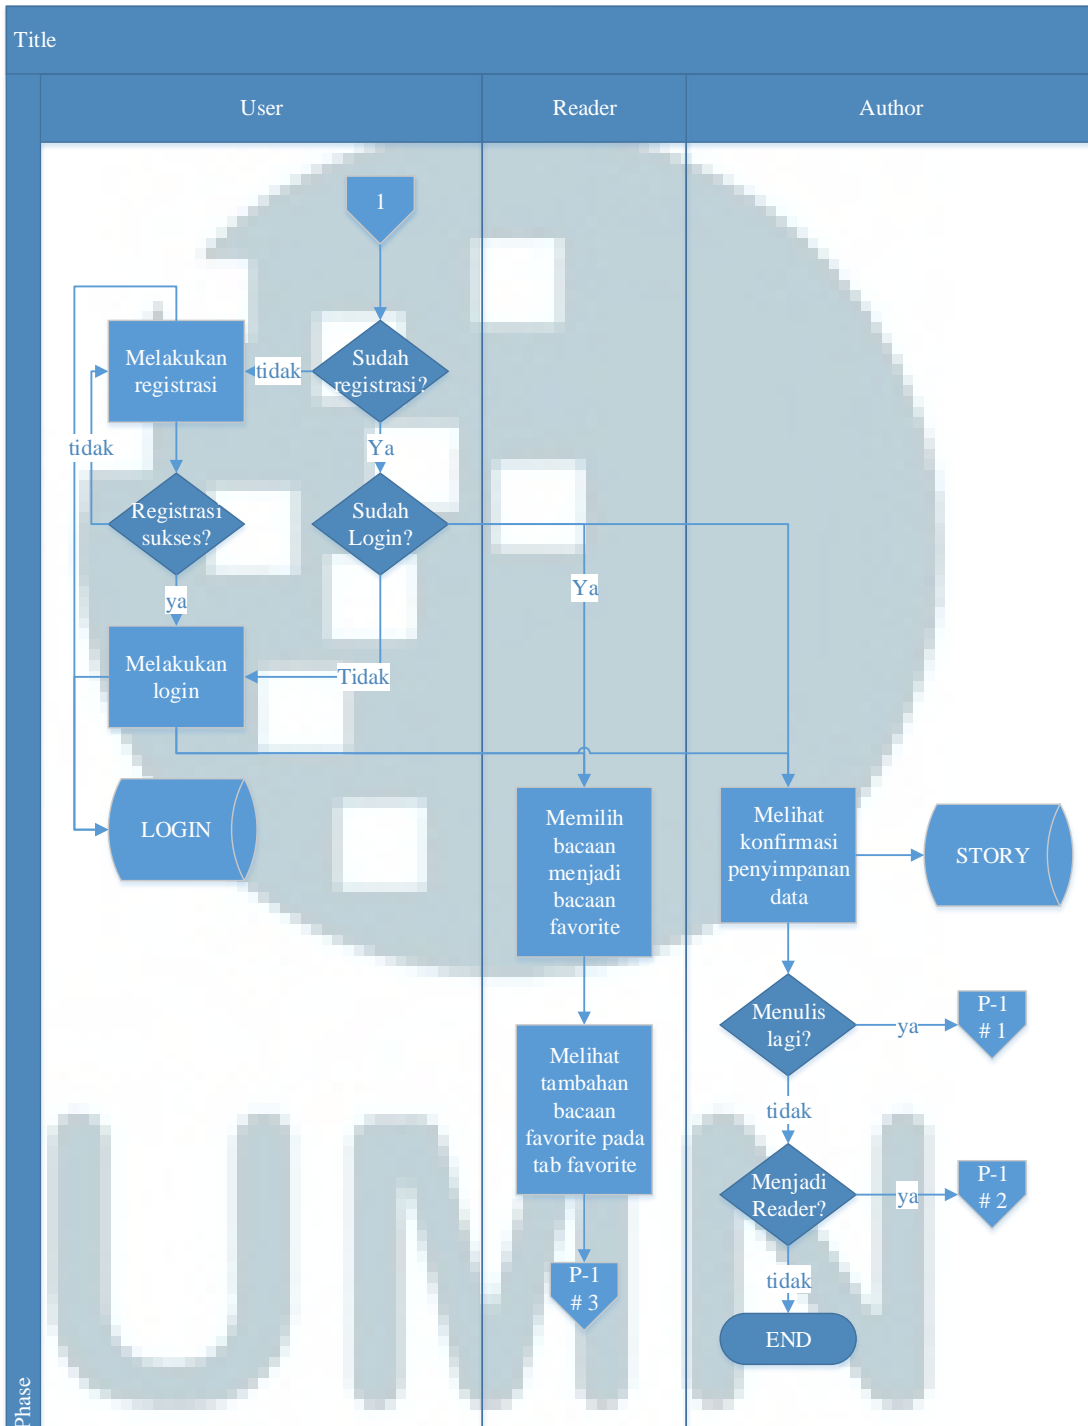 Title
User
Reader
Author
1
Melakukan
registrasi
tidak
Sudah
registrasi?
tidak
Ya
Registrasi
sukses?
Sudah
Login?
Ya
ya
Melakukan
login
Tidak
LOGIN
Memilih
bacaan
menjadi
bacaan
favorite
Melihat
konfirmasi
penyimpanan
data
STORY
Menulis
lagi?
ya
P-1
# 1
Melihat
tambahan
bacaan
favorite pada
tab favorite
tidak
Menjadi
Reader?
ya
P-1
# 2
P-1
# 3
tidak
END
Phase
UMN